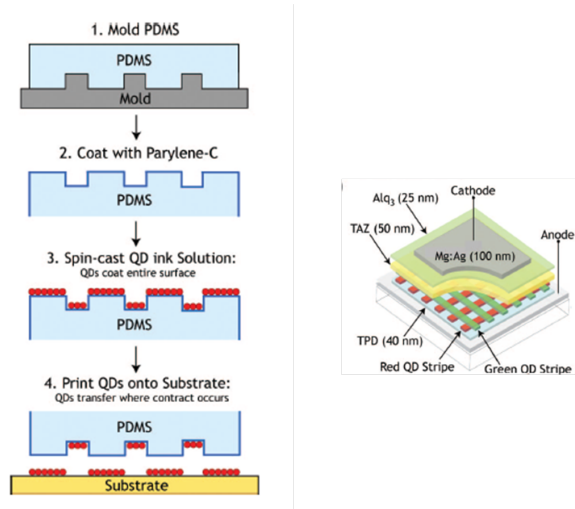 1. Mold PDMS
PDMS
Mold
2. Coat with Parylene-C
PDMS
3. Spin-cast QD ink Solution:
QDs coat entire surface
PDMS
4. Print QDs onto Substrate:
QDs transfer where contract occurs
PDMS
Substrate
Cathode
Alq₃ (25 nm)
TAZ (50 nm)
Anode
Mg:Ag (100 nm)
TPD (40 nm)
Red QD Stripe
Green QD Stripe